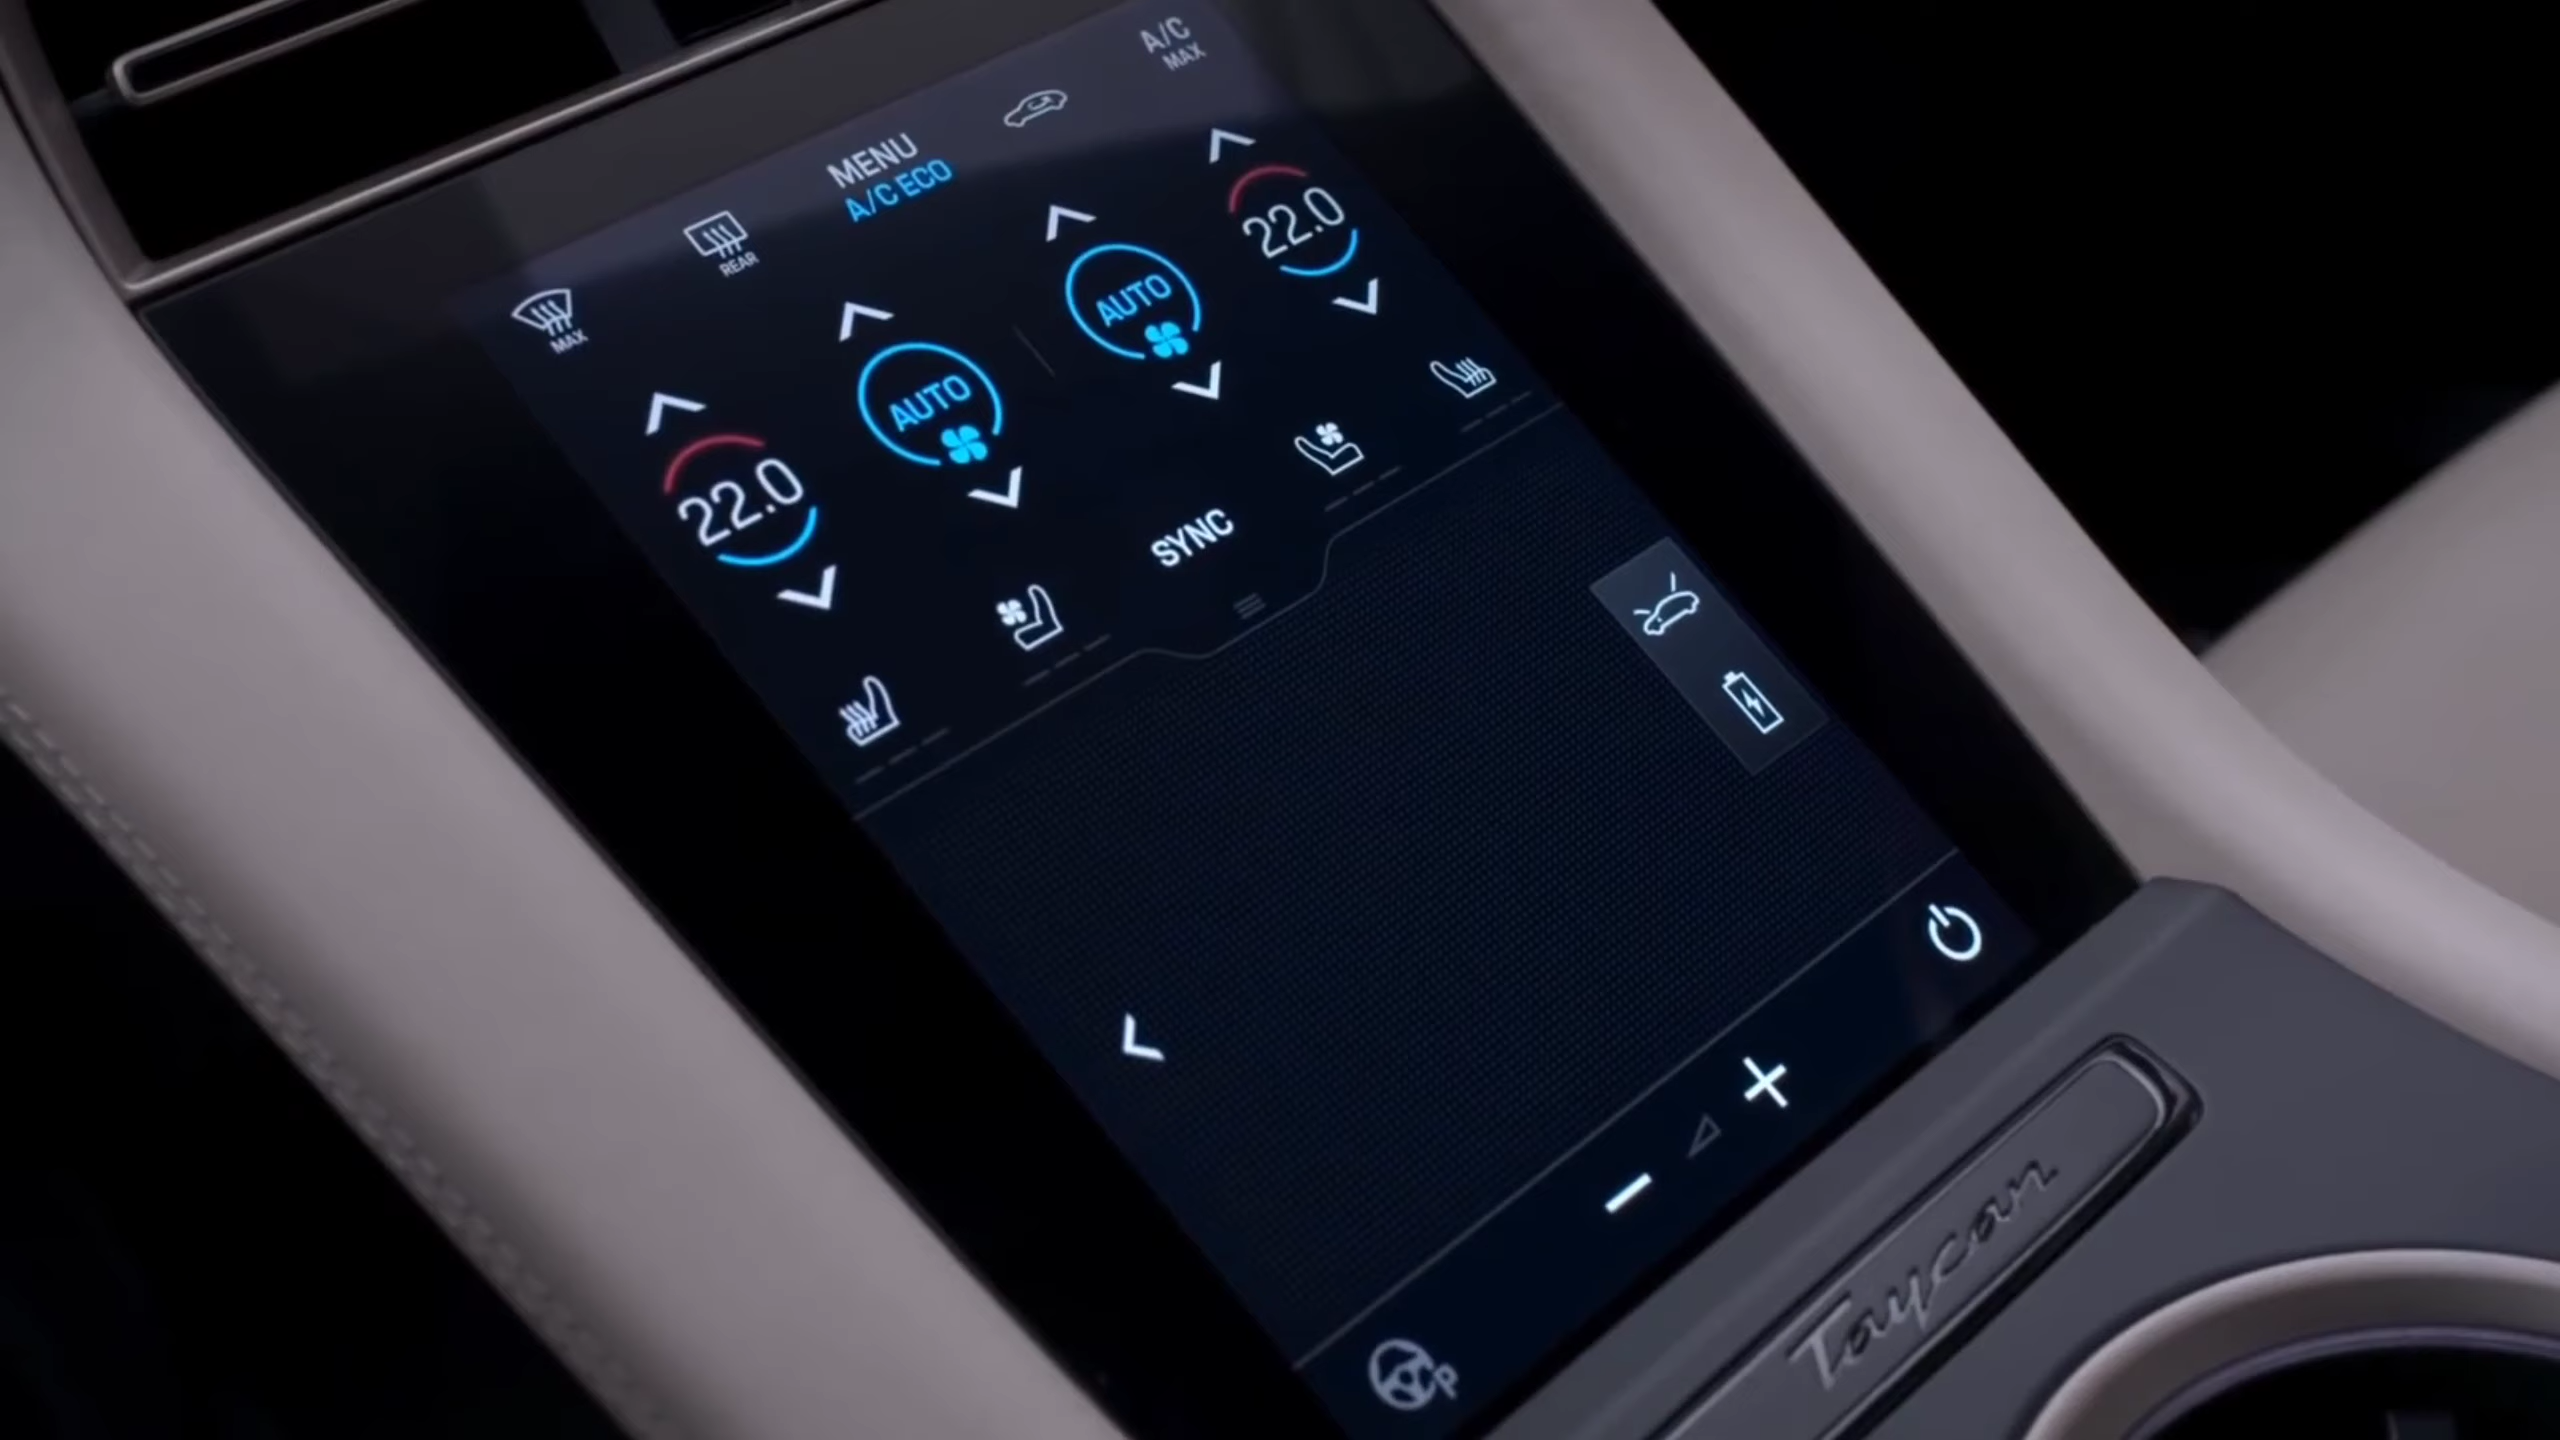 A/C
MAX
MENU
A/C ECO
REAR
MAX
22.0
AUTO
AUTO
22.0
SYNC
P
Taycan